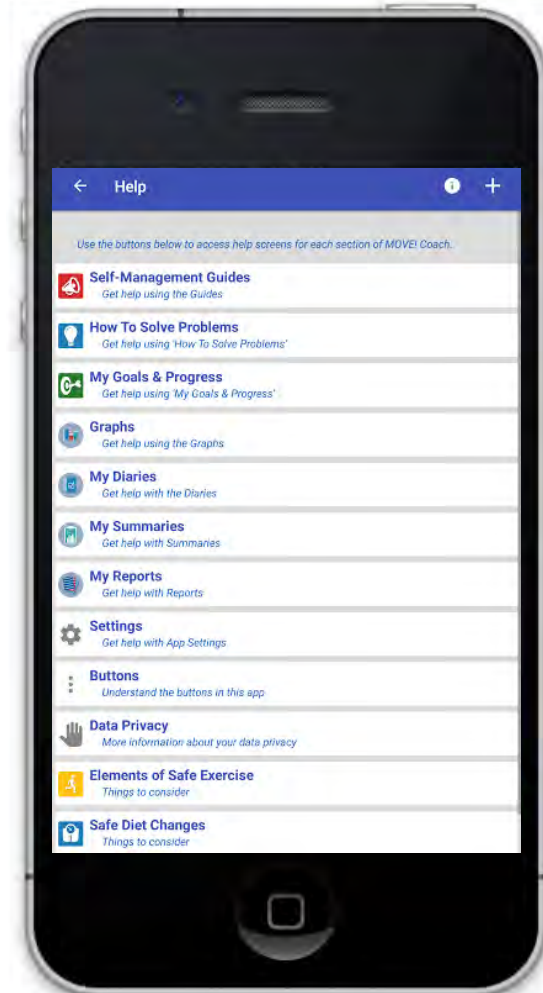 Help
Use the buttons below to access help screens for each section of MOVE! Coach.
Self-Management Guides
Get help using the Guides
How To Solve Problems
Get help using 'How To Solve Problems'
My Goals & Progress
Get help using 'My Goals & Progress'
Graphs
Get help using the Graphs
My Diaries
Get help with the Diaries
My Summaries
Get help with Summaries
My Reports
Get help with Reports
Settings
Get help with App Settings
Buttons
Understand the buttons in this app
Data Privacy
More information about your data privacy
Elements of Safe Exercise
Things to consider
Safe Diet Changes
Things to consider